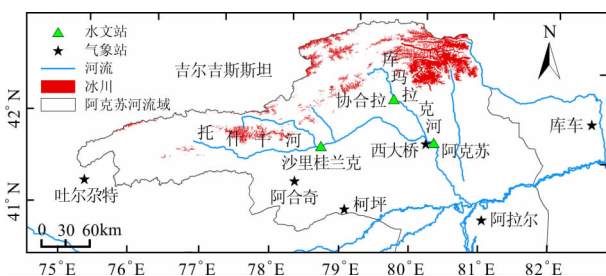 水文站
气象站
河流
冰川
阿克苏河流域
吉尔吉斯斯坦
N
库玛拉克河
协合拉
托什干河
沙里桂兰克
西大桥
阿克苏
库车
吐尔尕特
阿合奇
柯坪
阿拉尔
42°N
41°N
0 30 60km
75°E 76°E 77°E 78°E 79°E 80°E 81°E 82°E